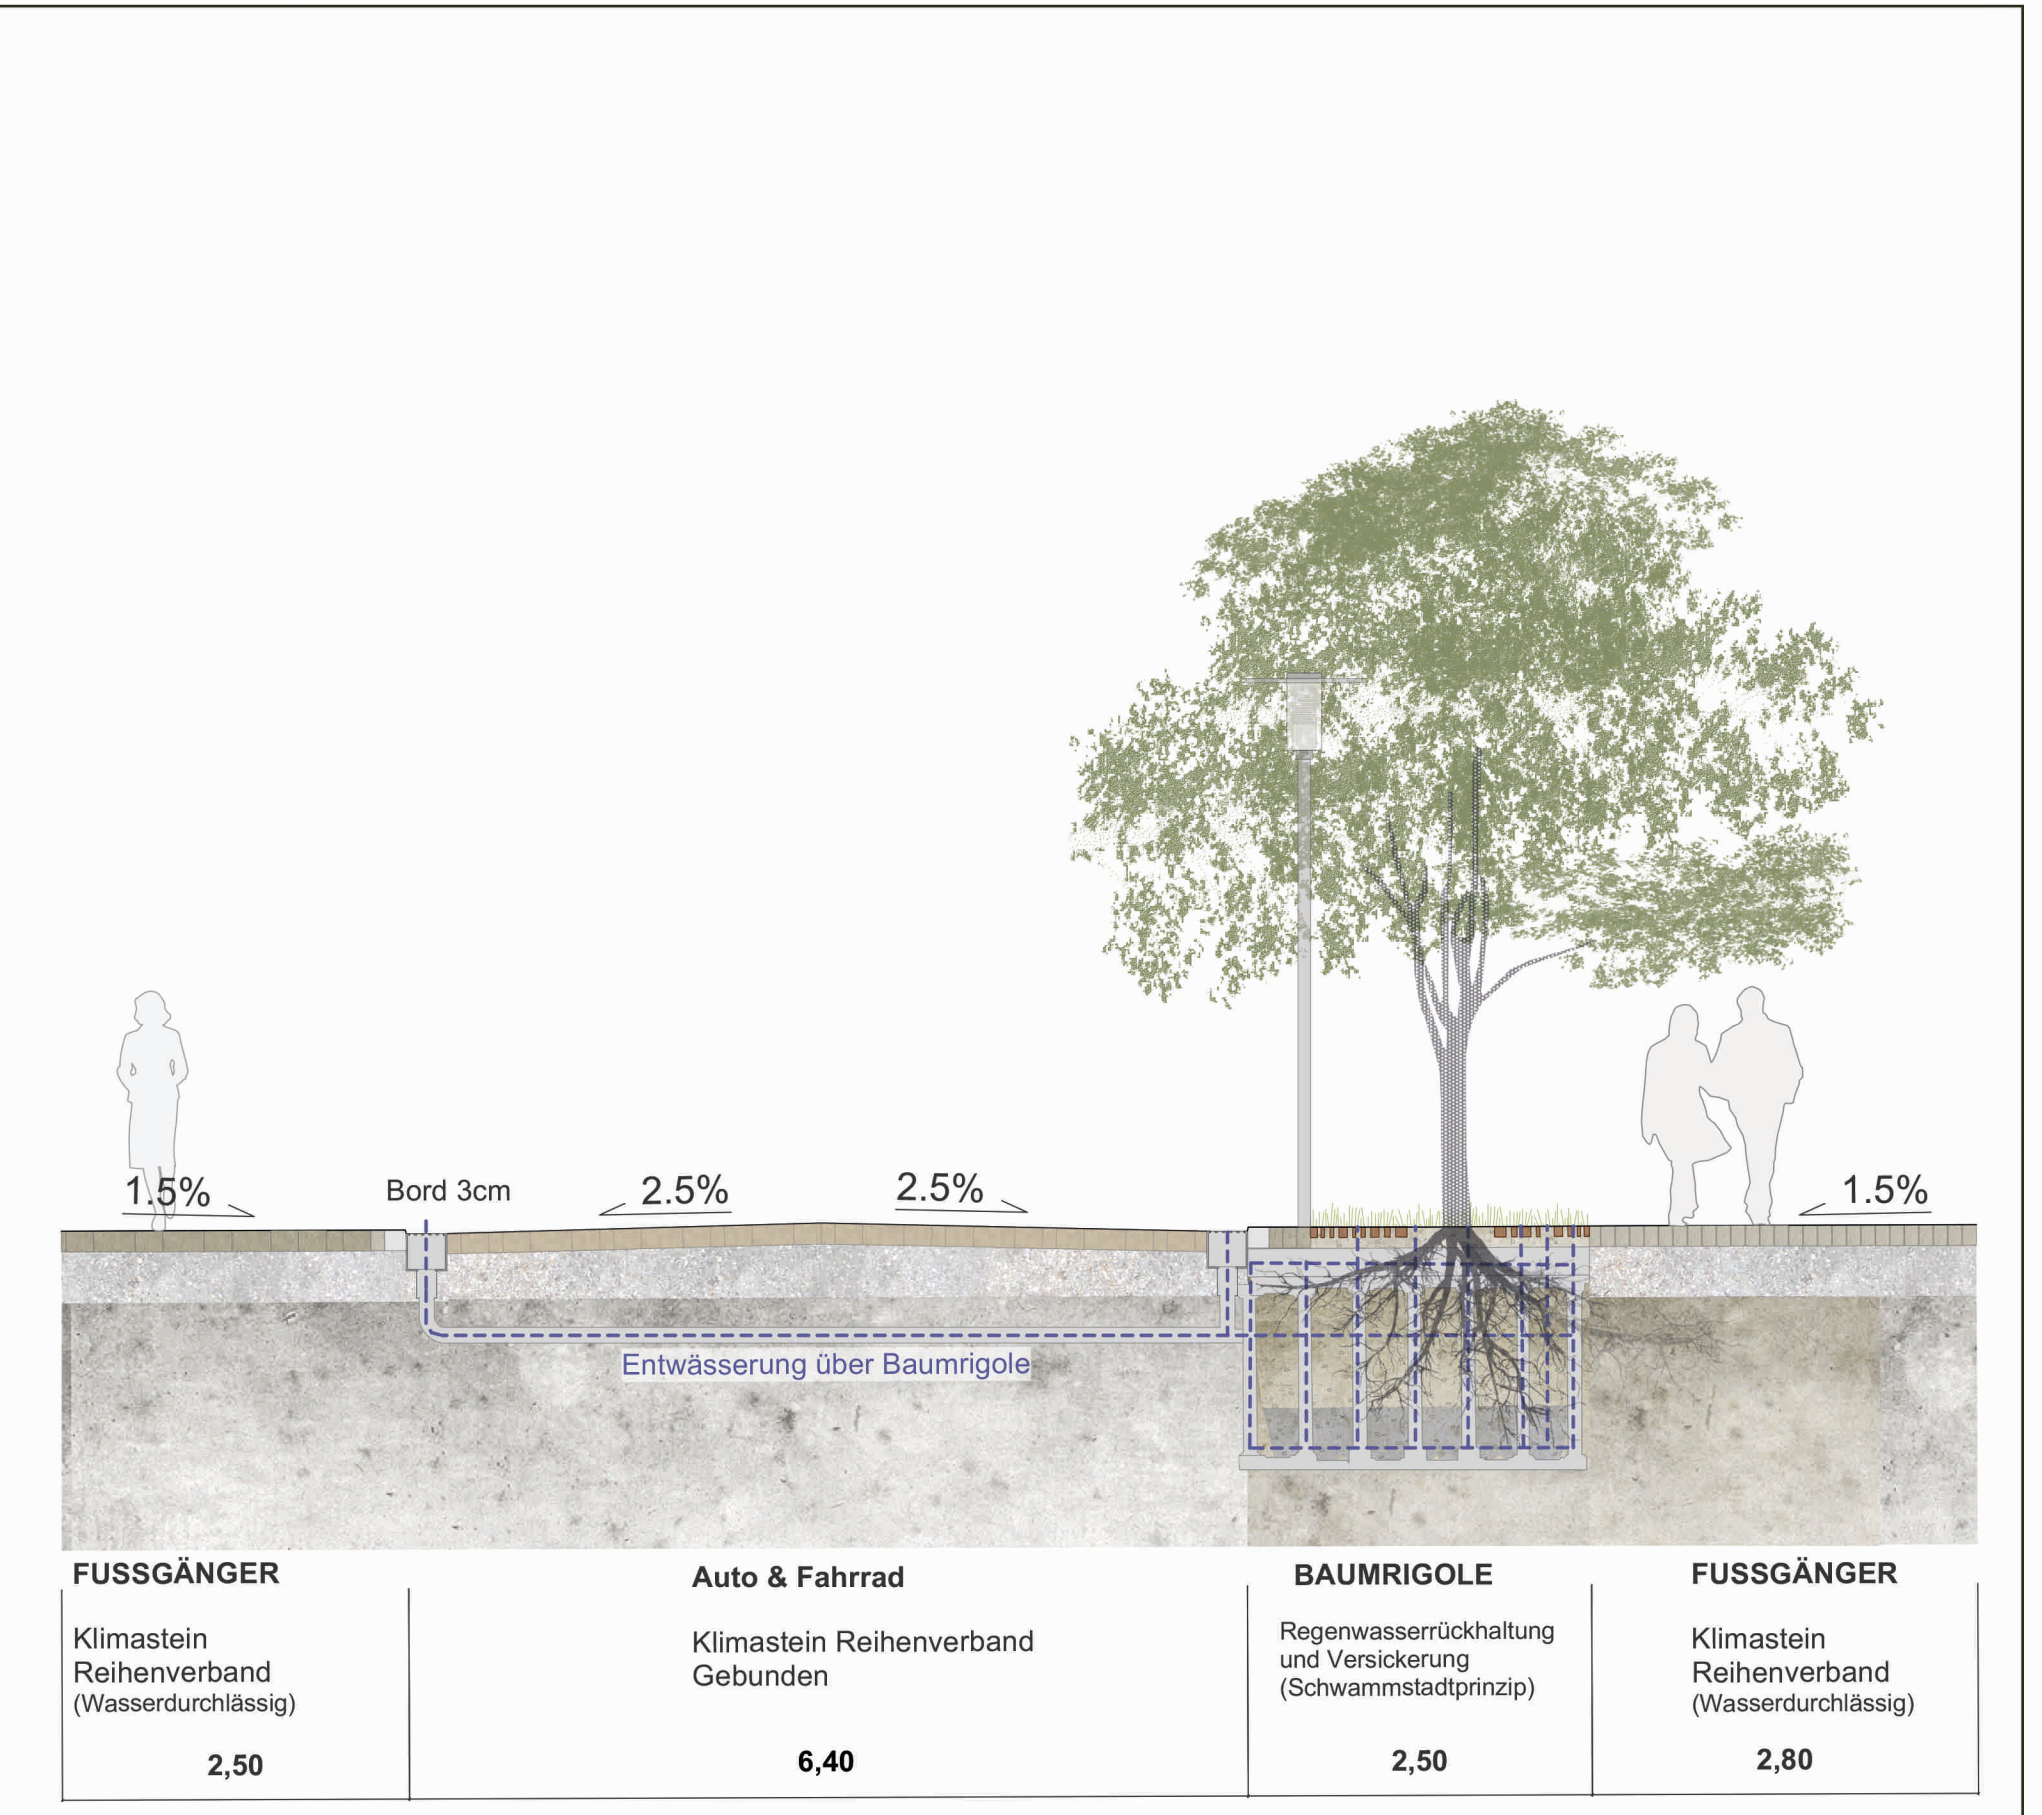 1.5%
Bord 3cm
2.5%
2.5%
1.5%
Entwässerung über Baumrigole
FUSSGÄNGER
Klimastein
Reihenverband
(Wasserdurchlässig)
2,50
Auto & Fahrrad
Klimastein Reihenverband
Gebunden
6,40
BAUMRIGOLE
Regenwasserrückhaltung
und Versickerung
(Schwammstadtprinzip)
2,50
FUSSGÄNGER
Klimastein
Reihenverband
(Wasserdurchlässig)
2,80